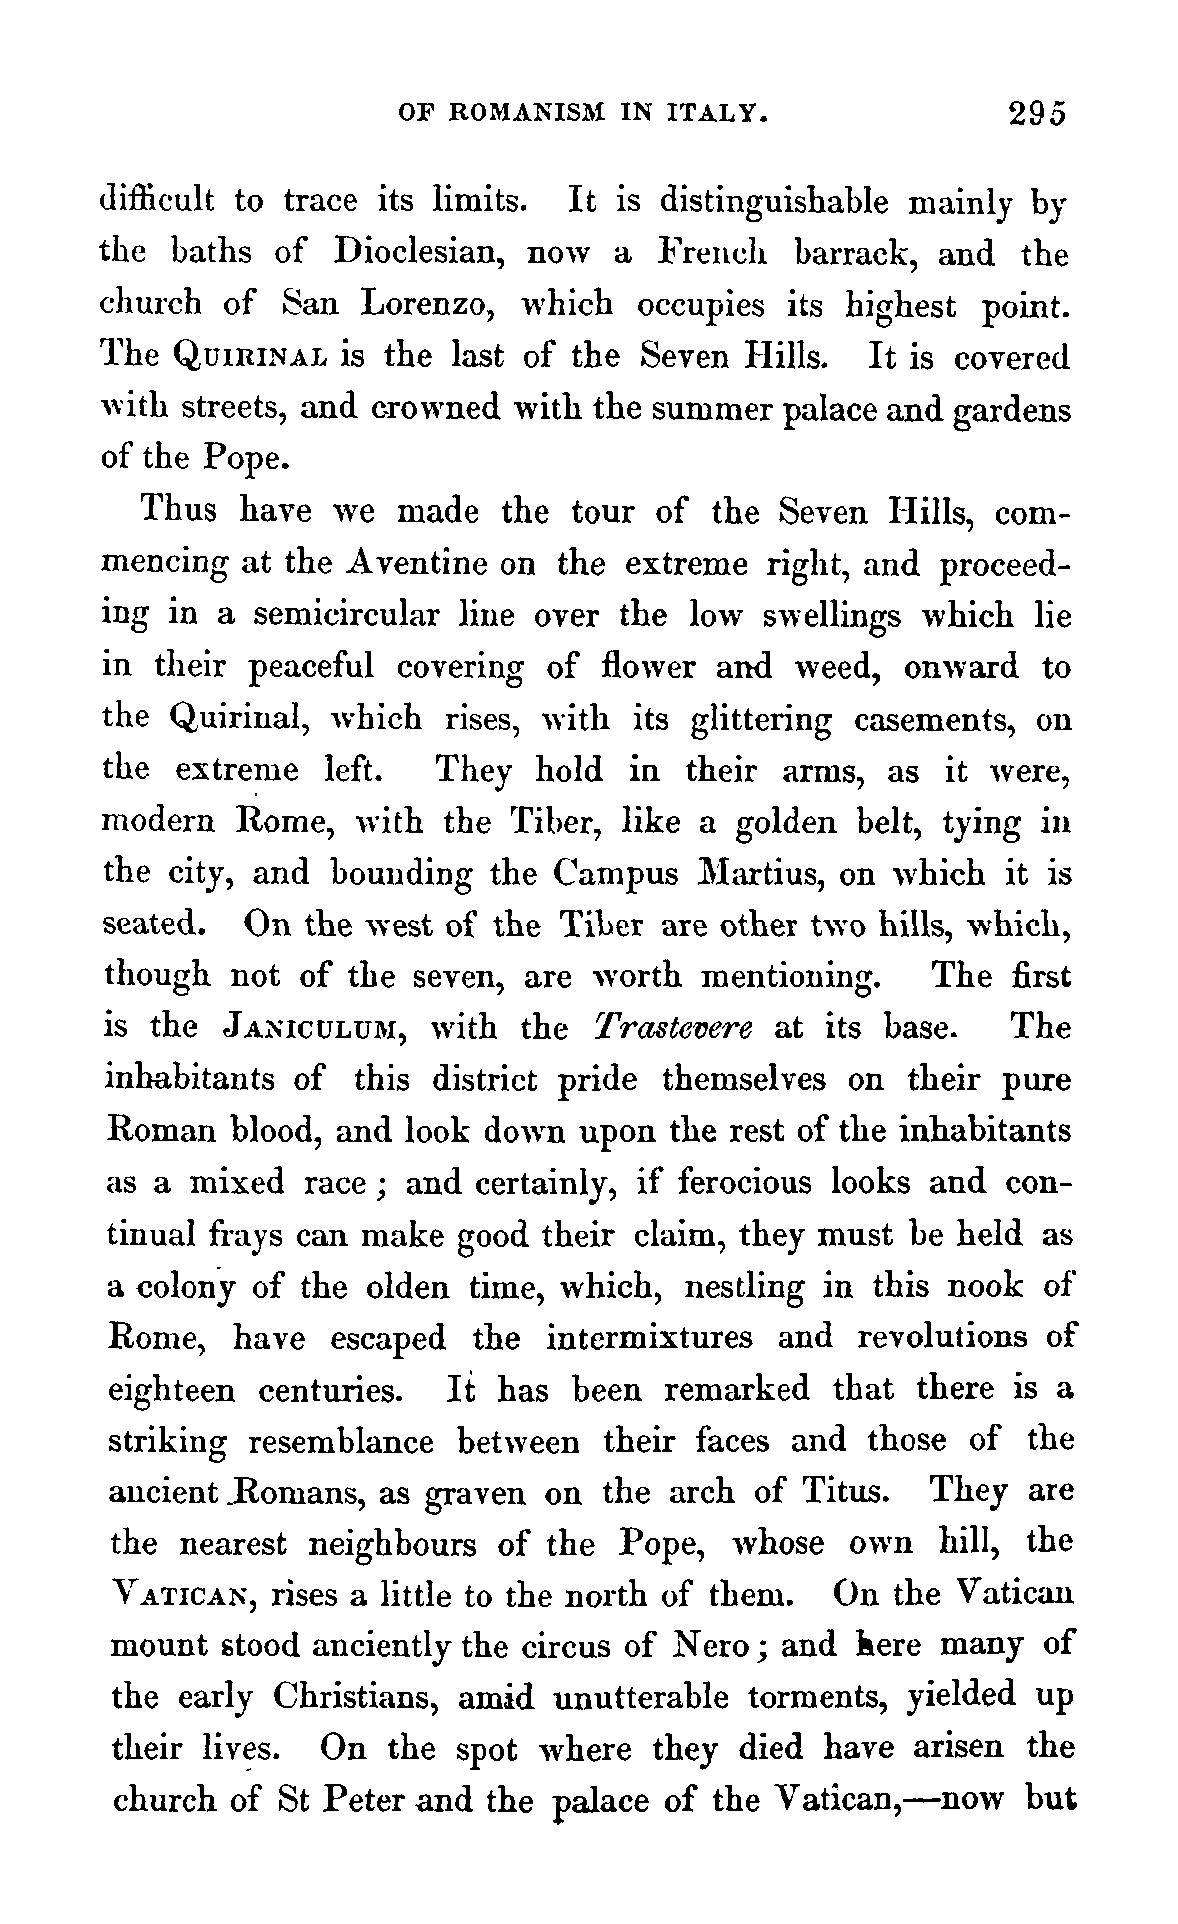 OF ROMANISM IN ITALY. 295
difficult to trace its limits. It is distinguishable mainly by
the baths of Dioclesian, now a French barrack, and the
church of San Lorenzo, which occupies its highest point.
The QUIRINAL is the last of the Seven Hills. It is covered
with streets, and crowned with the summer palace and gardens
of the Pope.
Thus have we made the tour of the Seven Hills, com-
mencing at the Aventine on the extreme right, and proceed-
ing in a semicircular line over the low swellings which lie
in their peaceful covering of flower and weed, onward to
the Quirinal, which rises, with its glittering casements, on
the extreme left. They hold in their arms, as it were,
modern Rome, with the Tiber, like a golden belt, tying in
the city, and bounding the Campus Martius, on which it is
seated. On the west of the Tiber are other two hills, which,
though not of the seven, are worth mentioning. The first
is the JANICULUM, with the Trastevere at its base. The
inhabitants of this district pride themselves on their pure
Roman blood, and look down upon the rest of the inhabitants
as a mixed race; and certainly, if ferocious looks and con-
tinual frays can make good their claim, they must be held as
a colony of the olden time, which, nestling in this nook of
Rome, have escaped the intermixtures and revolutions of
eighteen centuries. It has been remarked that there is a
striking resemblance between their faces and those of the
ancient Romans, as graven on the arch of Titus. They are
the nearest neighbours of the Pope, whose own hill, the
VATICAN, rises a little to the north of them. On the Vatican
mount stood anciently the circus of Nero; and here many of
the early Christians, amid unutterable torments, yielded up
their lives. On the spot where they died have arisen the
church of St Peter and the palace of the Vatican,—now but